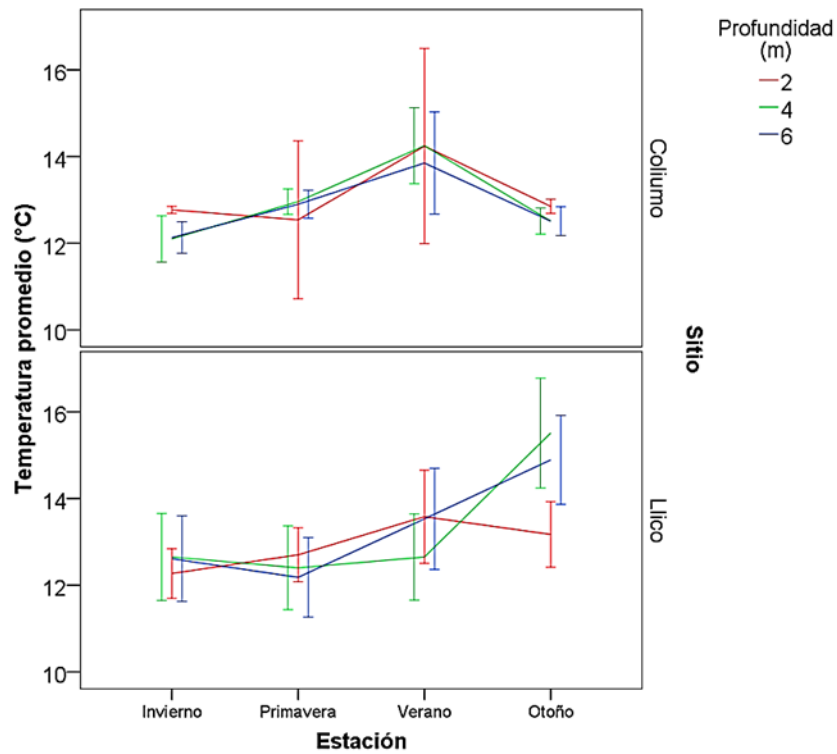 Profundidad
(m)
2
4
6
Temperatura promedio (°C)
16
14
12
10
Coliumo
16
14
12
10
Llico
Sitio
Invierno Primavera Verano Otoño
Estación